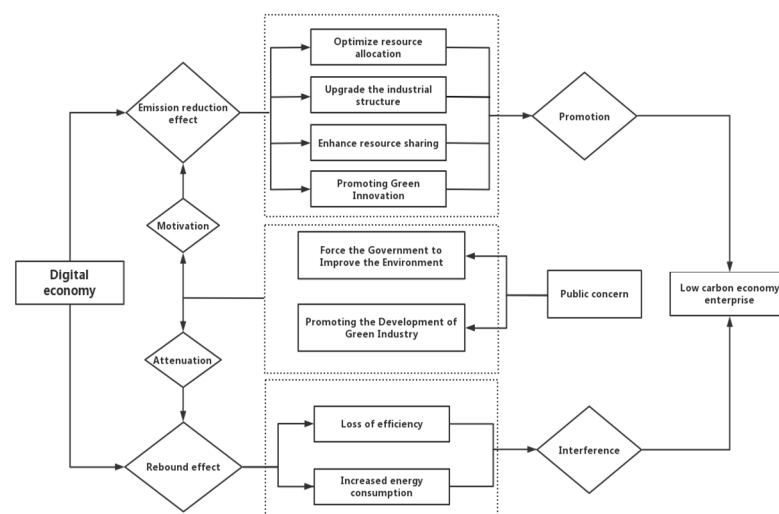 Optimize resource
allocation
Emission reduction
effect
Upgrade the industrial
structure
Promotion
Enhance resource sharing
Promoting Green
Innovation
Motivation
Force the Government to
Improve the Environment
Digital
economy
Public concern
Low carbon economy
enterprise
Promoting the Development of
Green Industry
Attenuation
Loss of efficiency
Rebound effect
Interference
Increased energy
consumption